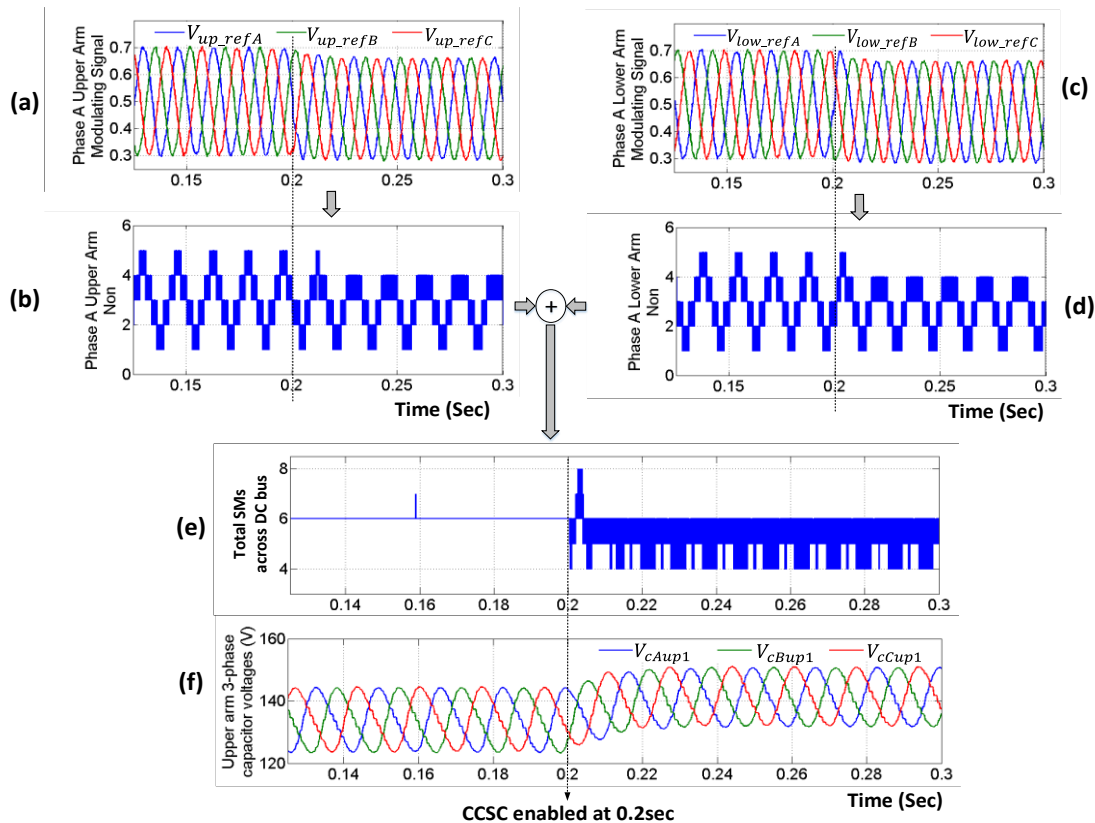 V_up_refA V_up_refB V_up_refC
0.7
0.6
0.5
0.4
0.3
Phase A Upper Arm
Modulating Signal
(a)
0.15 0.2 0.25 0.3
V_low_refA V_low_refB V_low_refC
0.7
0.6
0.5
0.4
0.3
Phase A Lower Arm
Modulating Signal
(c)
0.15 0.2 0.25 0.3
6
4
2
0
Phase A Upper Arm
Non
(b)
0.15 0.2 0.25 0.3
Time (Sec)
+
6
4
2
0
Phase A Lower Arm
Non
(d)
0.15 0.2 0.25 0.3
Time (Sec)
8
6
4
Total SMs
across DC bus
(e)
0.14 0.16 0.18 0.2 0.22 0.24 0.26 0.28 0.3
V_cAup1 V_cBup1 V_cCup1
160
140
120
Upper arm 3-phase
capacitor voltages (V)
(f)
0.14 0.16 0.18 0.2 0.22 0.24 0.26 0.28 0.3
Time (Sec)
CCSC enabled at 0.2sec